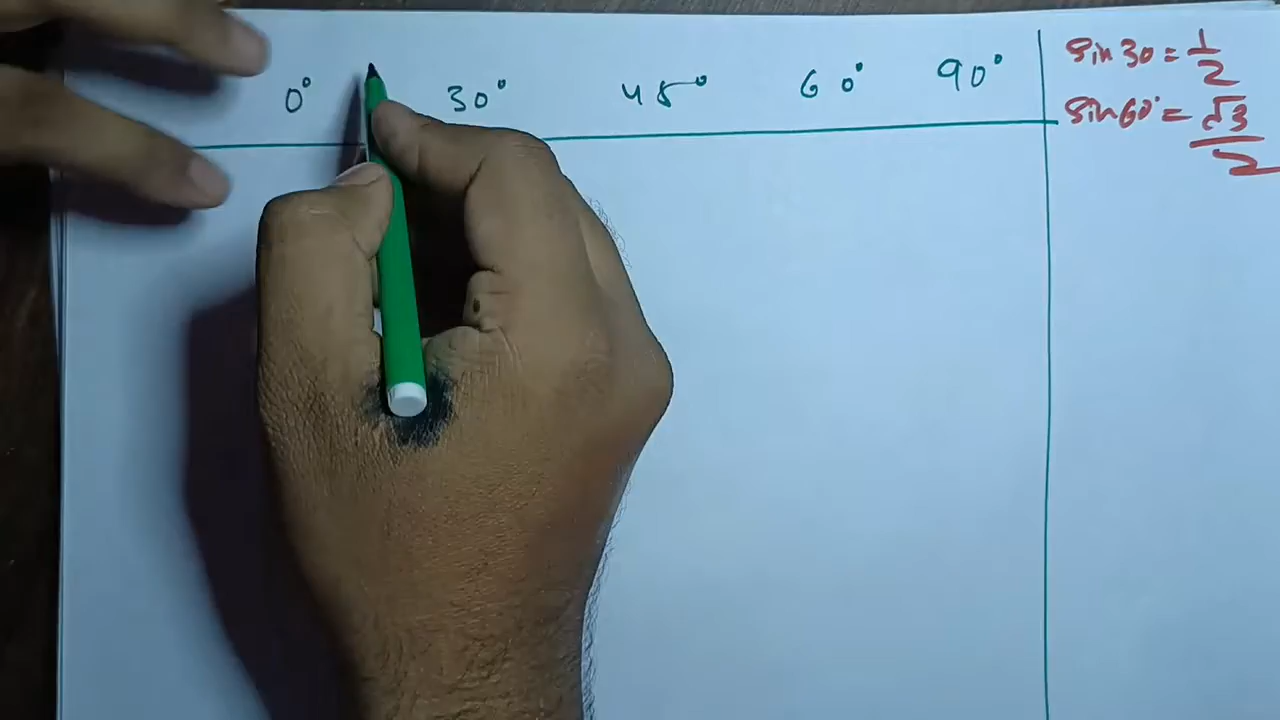 0° 30° 45° 60° 90°
sin 30 = 1/2
sin 60° = √3/2